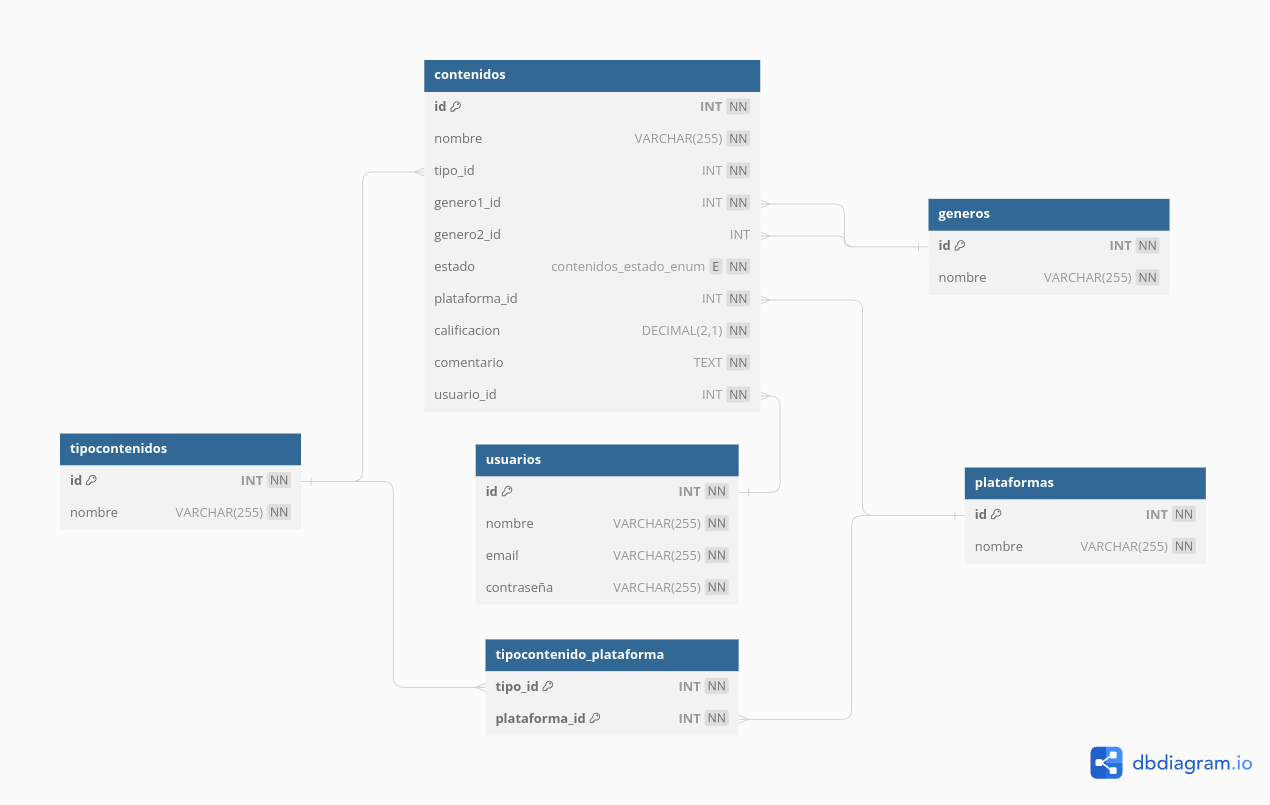 contenidos
id INT NN
nombre VARCHAR(255) NN
tipo_id INT NN
genero1_id INT NN
genero2_id INT
estado contenidos_estado_enum E NN
plataforma_id INT NN
calificacion DECIMAL(2,1) NN
comentario TEXT NN
usuario_id INT NN
generos
id INT NN
nombre VARCHAR(255) NN
tipocontenidos
id INT NN
nombre VARCHAR(255) NN
usuarios
id INT NN
nombre VARCHAR(255) NN
email VARCHAR(255) NN
contraseña VARCHAR(255) NN
plataformas
id INT NN
nombre VARCHAR(255) NN
tipocontenido_plataforma
tipo_id INT NN
plataforma_id INT NN
dbdiagram.io